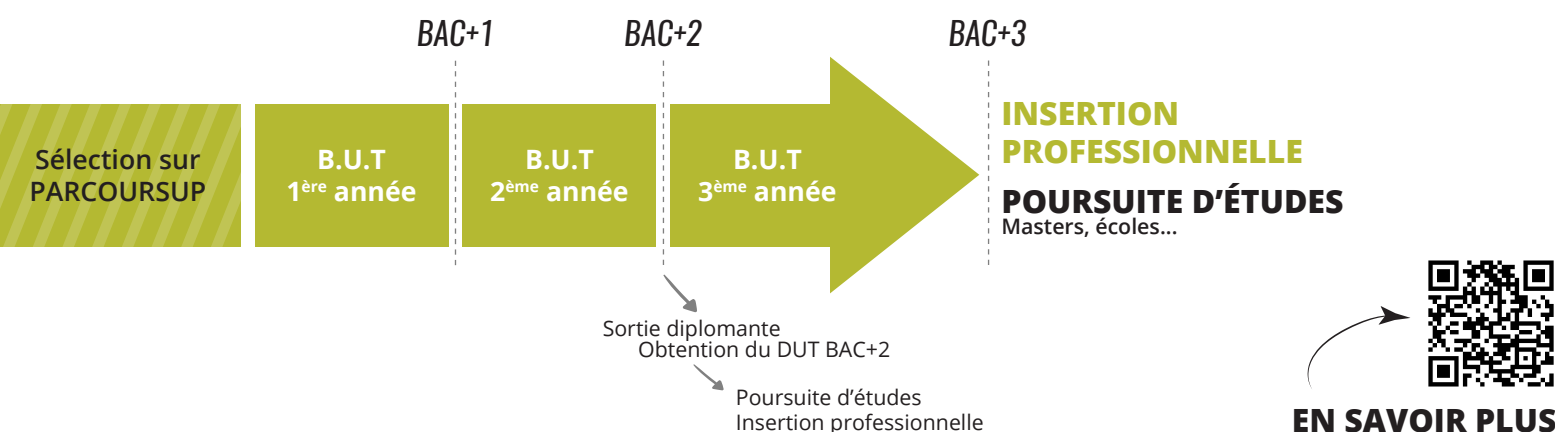 BAC+1
BAC+2
BAC+3
Sélection sur
PARCOURSUP
B.U.T
1ère année
B.U.T
2ème année
B.U.T
3ème année
INSERTION
PROFESSIONNELLE
POURSUITE D’ÉTUDES
Masters, écoles...
Sortie diplomante
Obtention du DUT BAC+2
Poursuite d’études
Insertion professionnelle
EN SAVOIR PLUS